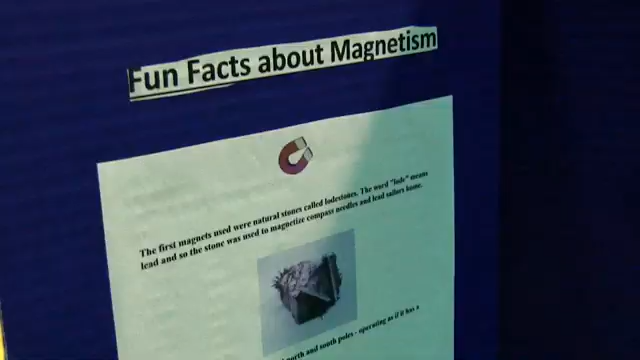 Fun Facts about Magnetism
The first magnets used were natural stones called lodestones. The word "lode" means
lead and so the stone was used to magnetize compass needles and lead sailors home.
north and south poles - operating as if it has a